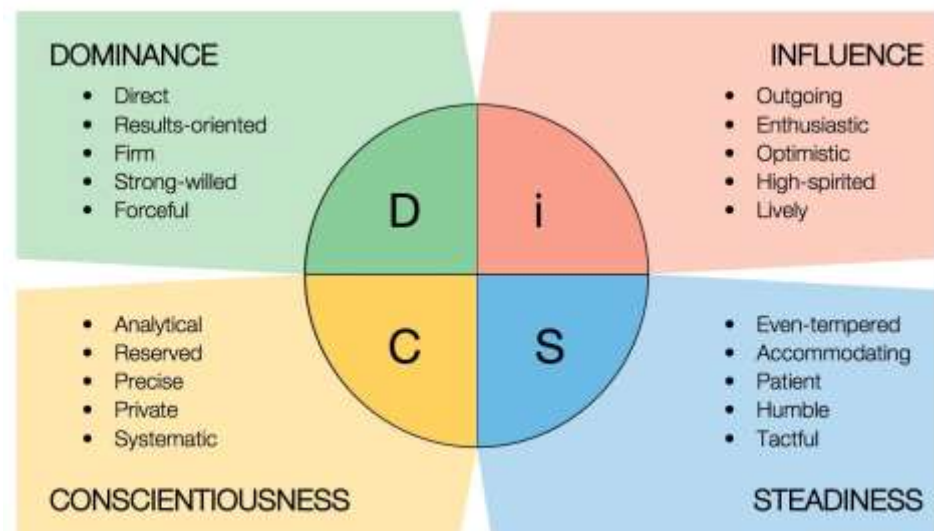 DOMINANCE
• Direct
• Results-oriented
• Firm
• Strong-willed
• Forceful
INFLUENCE
• Outgoing
• Enthusiastic
• Optimistic
• High-spirited
• Lively
D
i
C
S
• Analytical
• Reserved
• Precise
• Private
• Systematic
CONSCIENTIOUSNESS
• Even-tempered
• Accommodating
• Patient
• Humble
• Tactful
STEADINESS